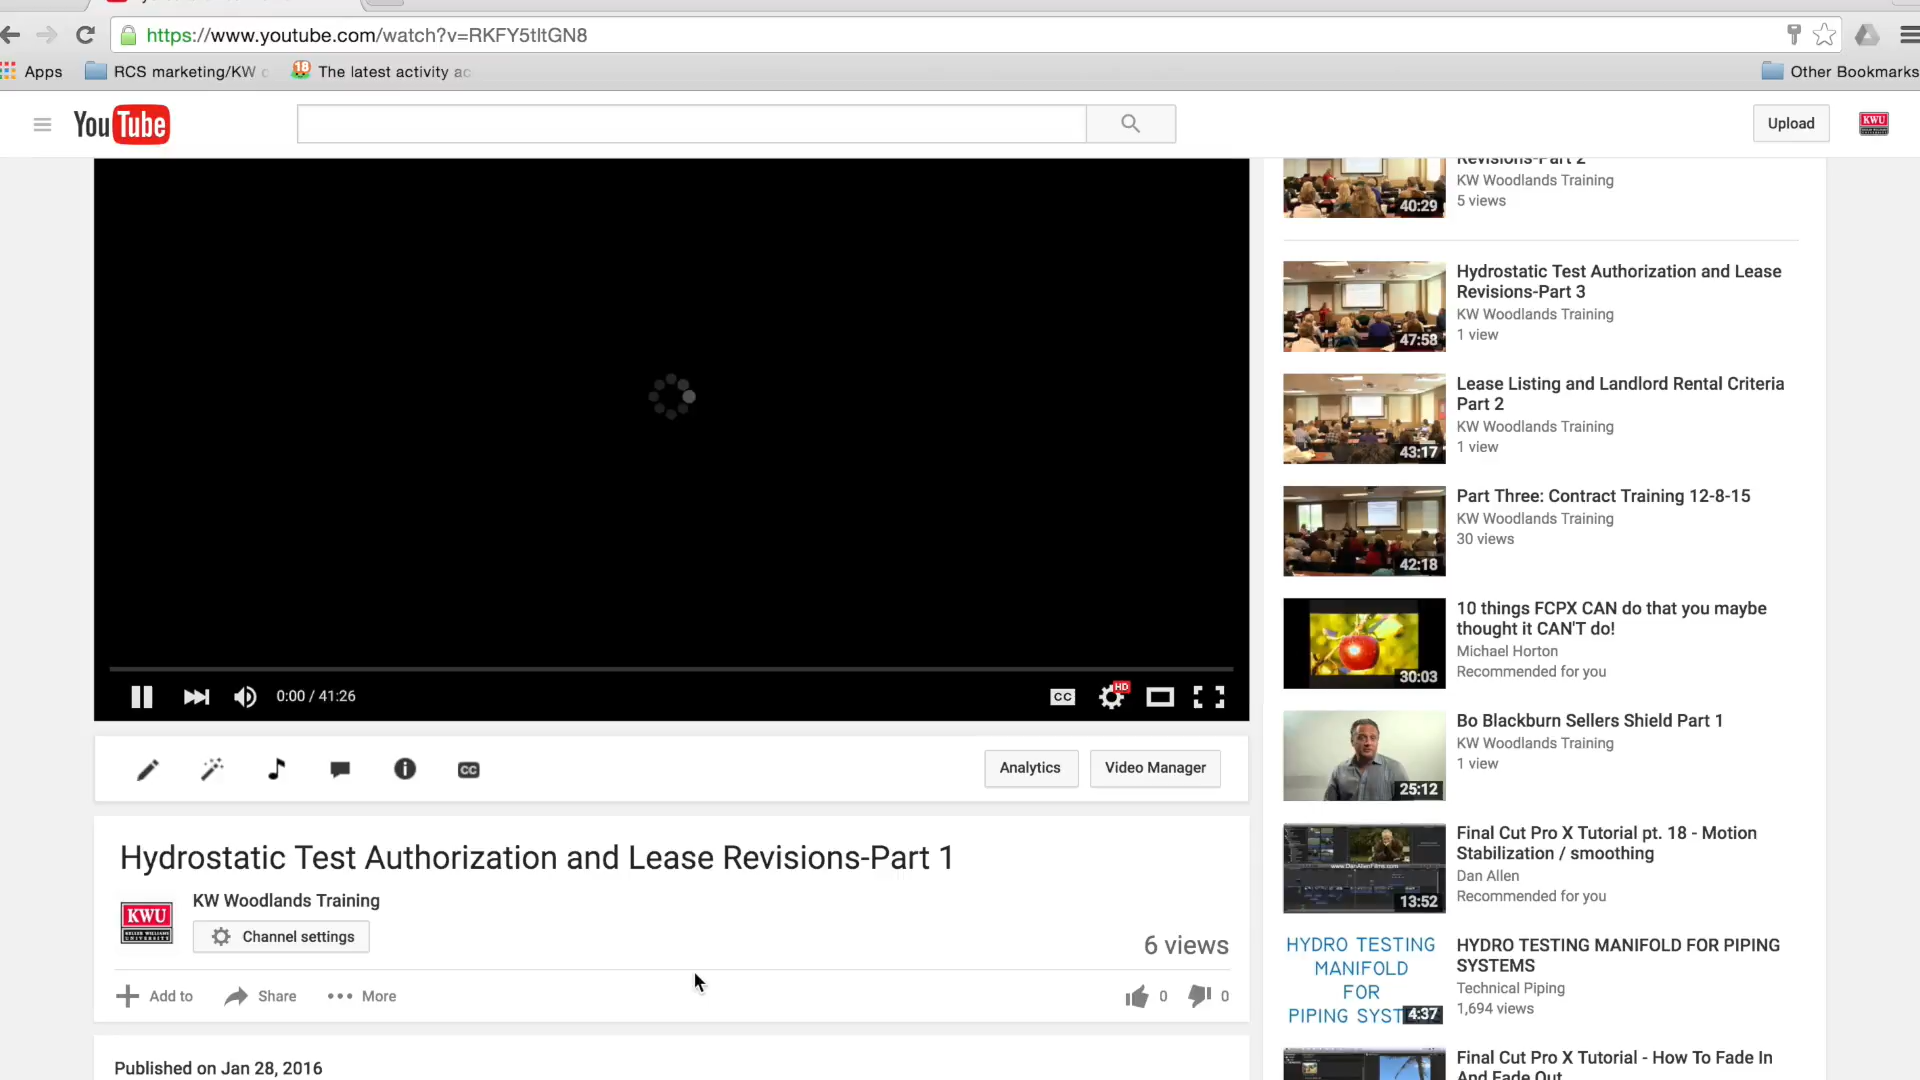 https://www.youtube.com/watch?v=RKFY5tItGN8
Apps
RCS marketing/KW
18
The latest activity
Other Bookmarks
YouTube
Upload
KWU
Revisions-Part 2
KW Woodlands Training
5 views
40:29
Hydrostatic Test Authorization and Lease
Revisions-Part 3
KW Woodlands Training
1 view
47:58
Lease Listing and Landlord Rental Criteria
Part 2
KW Woodlands Training
1 view
43:17
Part Three: Contract Training 12-8-15
KW Woodlands Training
30 views
42:18
10 things FCPX CAN do that you maybe
thought it CAN'T do!
Michael Horton
Recommended for you
30:03
Bo Blackburn Sellers Shield Part 1
KW Woodlands Training
1 view
25:12
Final Cut Pro X Tutorial pt. 18 - Motion
Stabilization / smoothing
Dan Allen
Recommended for you
www.DanAllenFilms.com
13:52
HYDRO TESTING
MANIFOLD
FOR
PIPING SYST
4:37
HYDRO TESTING MANIFOLD FOR PIPING
SYSTEMS
Technical Piping
1,694 views
Final Cut Pro X Tutorial - How To Fade In
And Fade Out
0:00 / 41:26
CC
HD
CC
Analytics
Video Manager
Hydrostatic Test Authorization and Lease Revisions-Part 1
KWU
KELLER WILLIAMS
UNIVERSITY
KW Woodlands Training
Channel settings
6 views
Add to
Share
More
0
0
Published on Jan 28, 2016